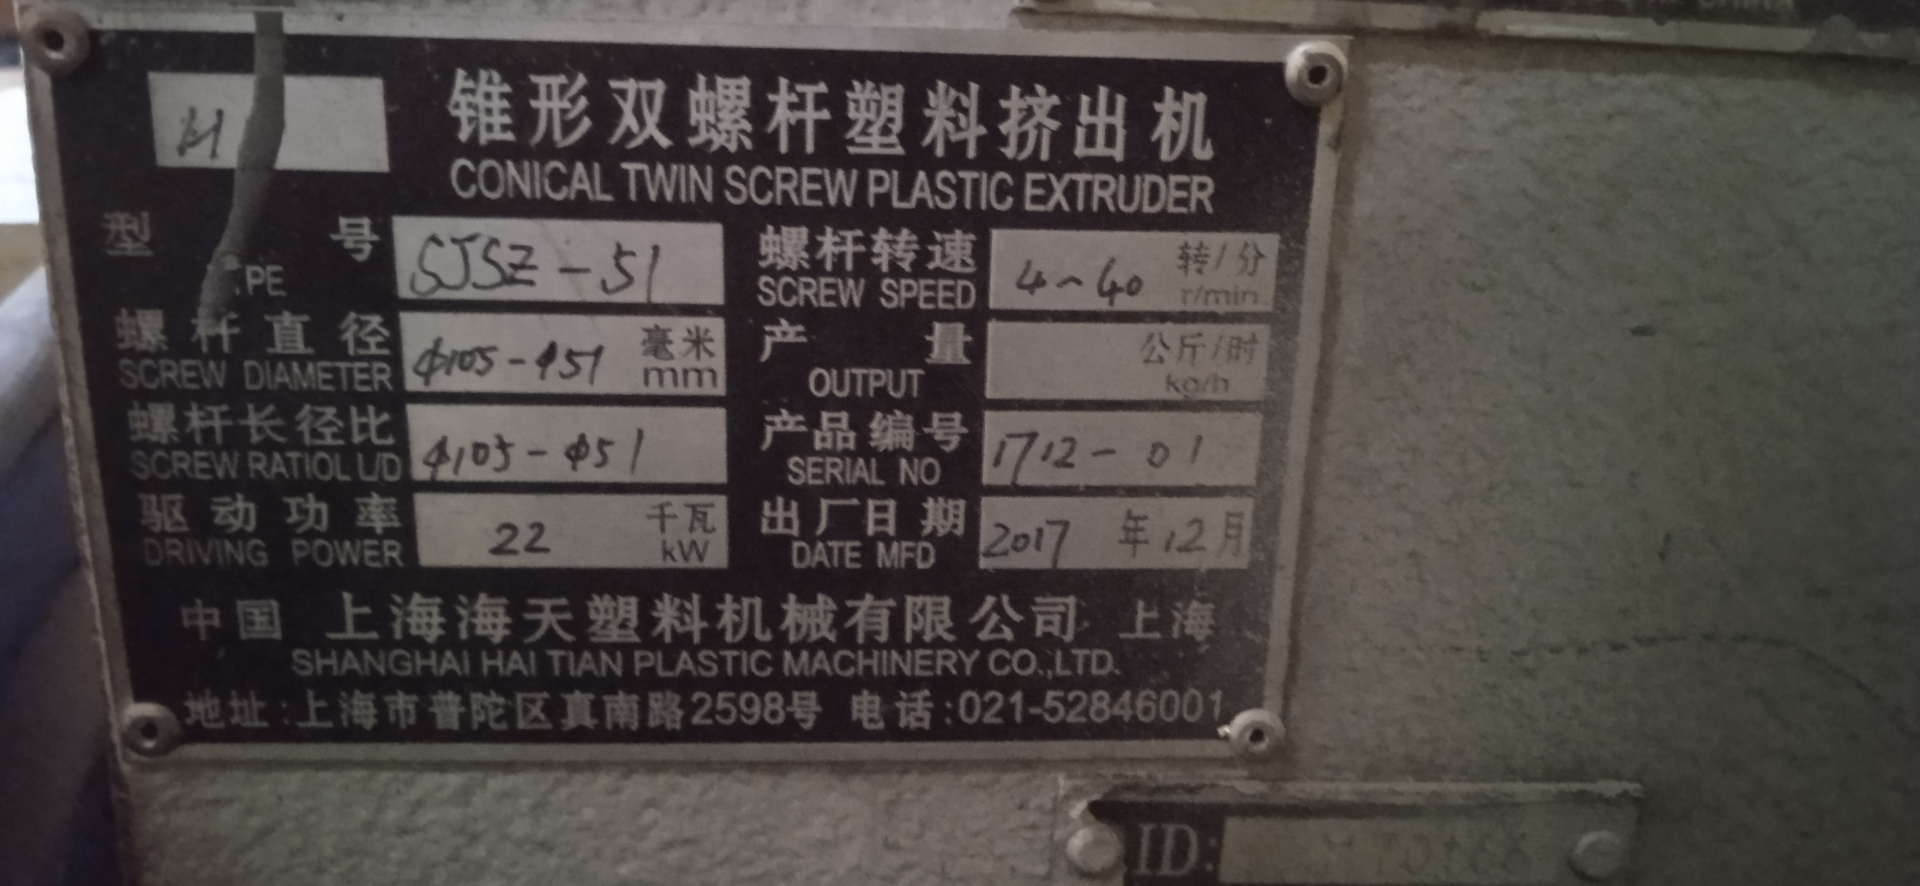 锥形双螺杆塑料挤出机
CONICAL TWIN SCREW PLASTIC EXTRUDER
型 号 SJSZ-51 螺杆转速 4~60 转/分
PE SCREW SPEED r/min
螺杆直径 Φ105-Φ51 毫米 产 量 公斤/时
SCREW DIAMETER mm OUTPUT kg/h
螺杆长径比 Φ105-Φ51 产品编号 1712-01
SCREW RATIOL L/D SERIAL NO
驱动功率 22 千瓦 出厂日期 2017 年12月
DRIVING POWER kW DATE MFD
中国 上海海天塑料机械有限公司 上海
SHANGHAI HAI TIAN PLASTIC MACHINERY CO.,LTD.
地址:上海市普陀区真南路2598号 电话:021-52846001
ID: